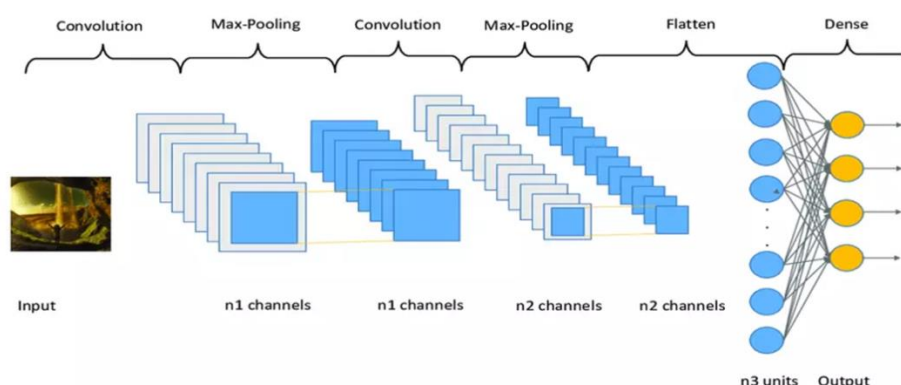 Convolution Max-Pooling Convolution Max-Pooling Flatten Dense
Input n1 channels n1 channels n2 channels n2 channels
n3 units Output